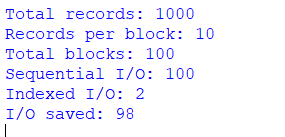 Total records: 1000
Records per block: 10
Total blocks: 100
Sequential I/O: 100
Indexed I/O: 2
I/O saved: 98